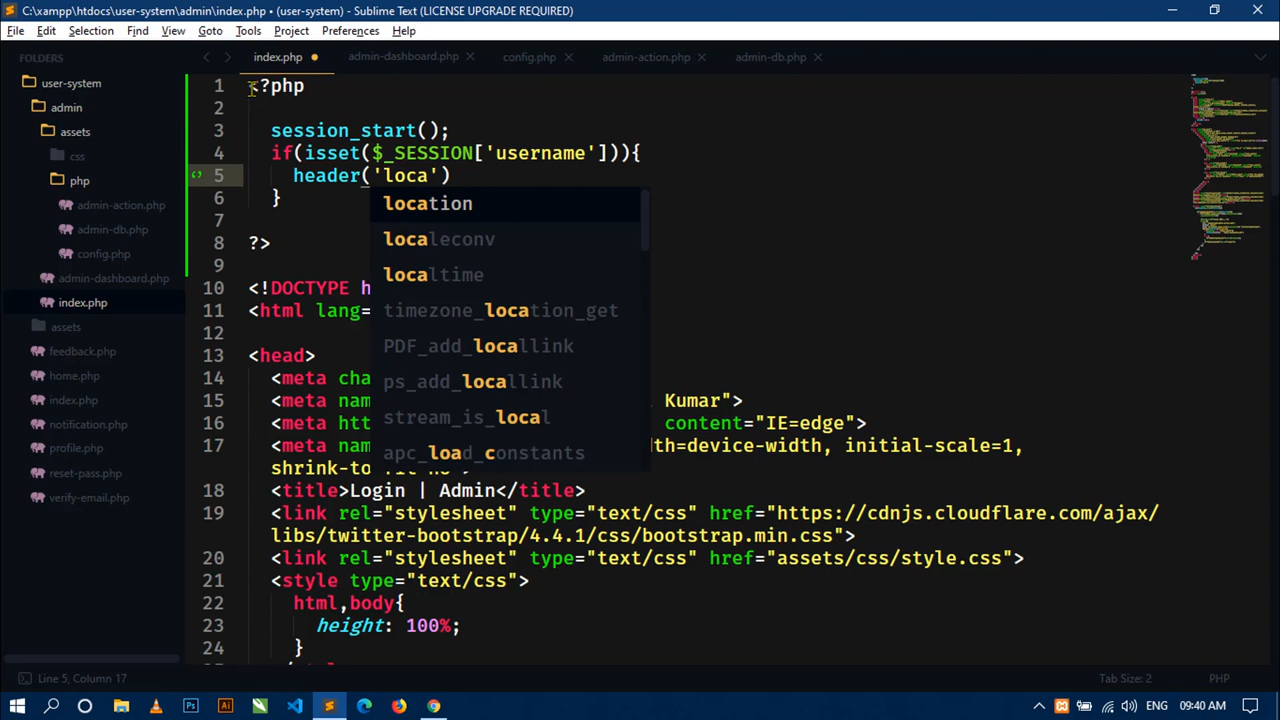 C:\xampp\htdocs\user-system\admin\index.php • (user-system) - Sublime Text (LICENSE UPGRADE REQUIRED)
File Edit Selection Find View Goto Tools Project Preferences Help
FOLDERS
user-system
admin
assets
css
php
admin-action.php
admin-db.php
config.php
admin-dashboard.php
index.php
assets
feedback.php
home.php
index.php
notification.php
profile.php
reset-pass.php
verify-email.php
index.php admin-dashboard.php config.php admin-action.php admin-db.php
1 <?php
2
3 session_start();
4 if(isset($_SESSION['username'])){
5 header('loca')
6 }
7
8 ?>
9
10 <!DOCTYPE h
11 <html lang=
12
13 <head>
14 <meta cha
15 <meta nam Kumar">
16 <meta htt content="IE=edge">
17 <meta nam th=device-width, initial-scale=1,
18 <title>Login | Admin</title>
19 <link rel="stylesheet" type="text/css" href="https://cdnjs.cloudflare.com/ajax/
libs/twitter-bootstrap/4.4.1/css/bootstrap.min.css">
20 <link rel="stylesheet" type="text/css" href="assets/css/style.css">
21 <style type="text/css">
22 html,body{
23 height: 100%;
24 }
location
localeconv
localtime
timezone_location_get
PDF_add_locallink
ps_add_locallink
stream_is_local
apc_load_constants
Line 5, Column 17 Tab Size: 2 PHP
ENG 09:40 AM